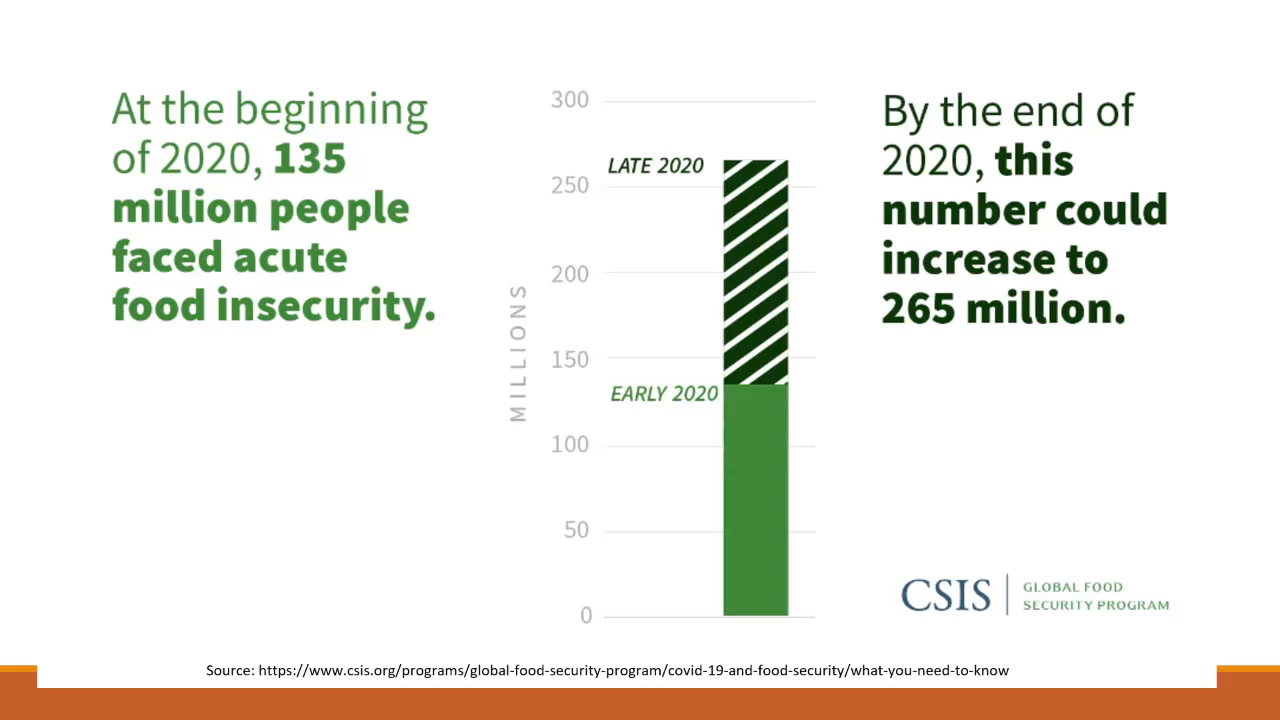 At the beginning
of 2020, 135
million people
faced acute
food insecurity.
MILLIONS
300
250
200
150
100
50
0
LATE 2020
EARLY 2020
By the end of
2020, this
number could
increase to
265 million.
CSIS
GLOBAL FOOD
SECURITY PROGRAM
Source: https://www.csis.org/programs/global-food-security-program/covid-19-and-food-security/what-you-need-to-know